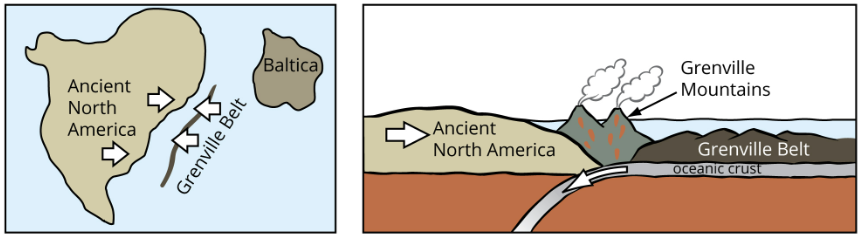 Ancient
North
America
Baltica
Grenville Belt
Grenville
Mountains
Ancient
North America
Grenville Belt
oceanic crust